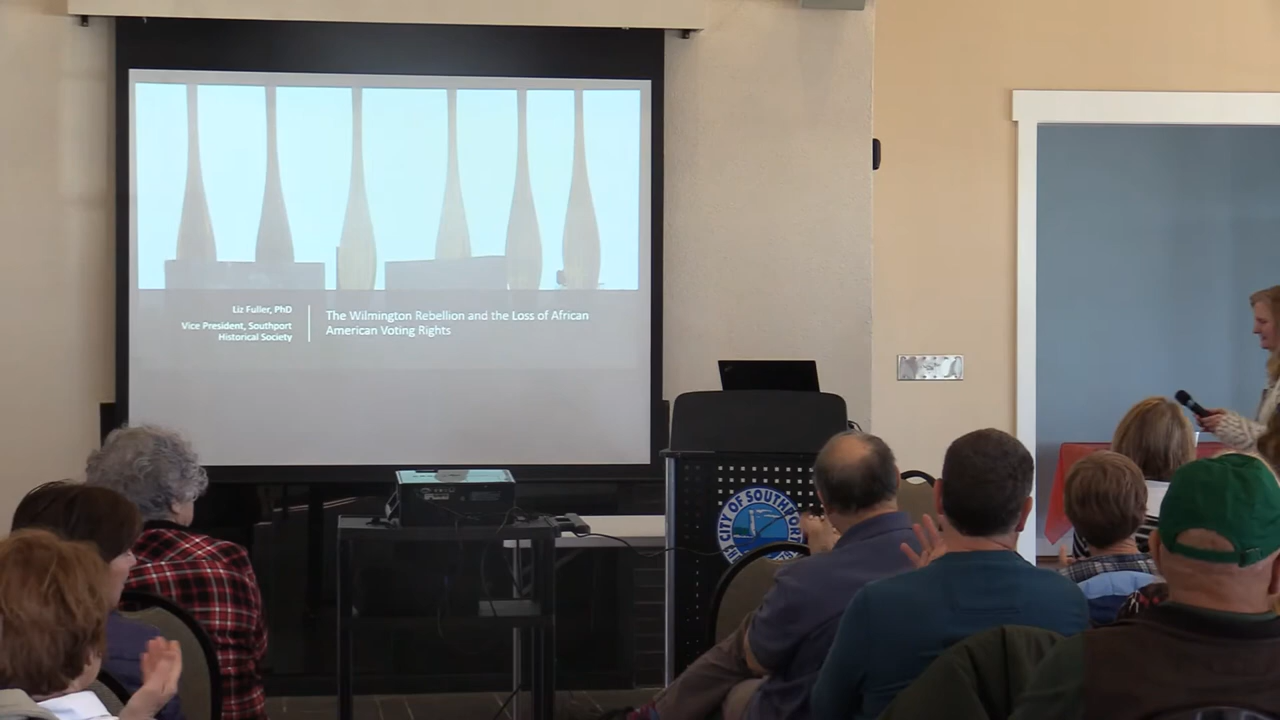 Liz Fuller, PhD
Vice President, Southport
Historical Society
The Wilmington Rebellion and the Loss of African
American Voting Rights
CITY OF SOUTHPORT